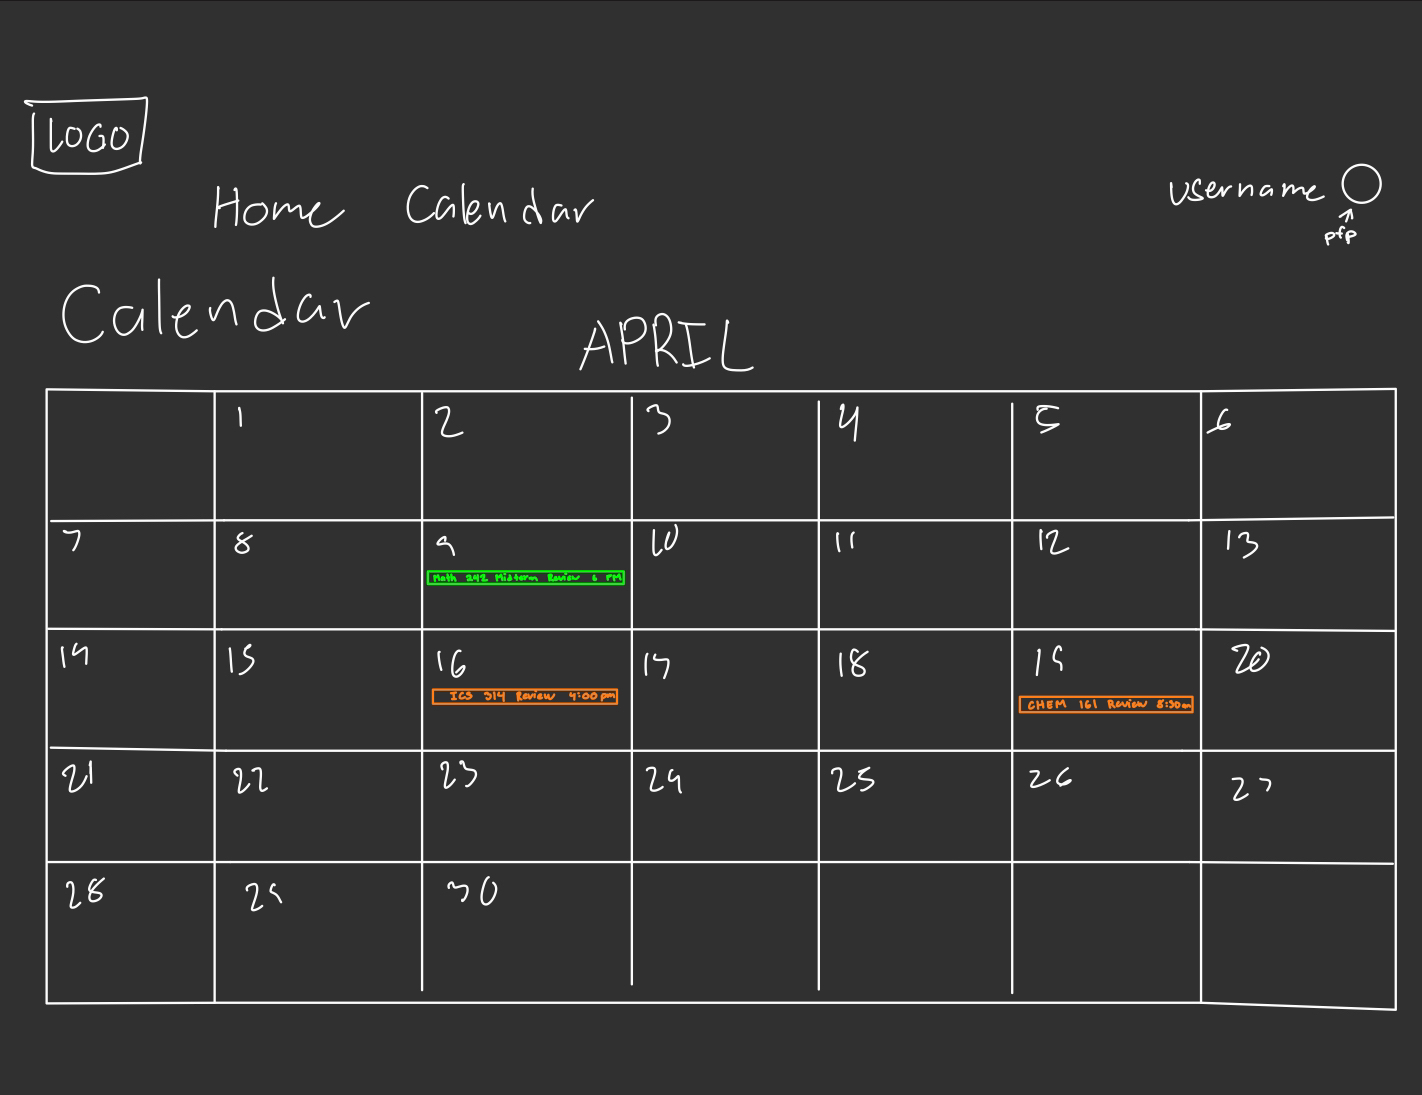 LOGO
Home Calendar
username
pfp
Calendar
APRIL
1 2 3 4 5 6
7 8 9 10 11 12 13
Math 242 Midterm Review 6 PM
14 15 16 17 18 19 20
ICS 314 Review 4:00 pm
CHEM 161 Review 8:30am
21 22 23 24 25 26 27
28 29 30